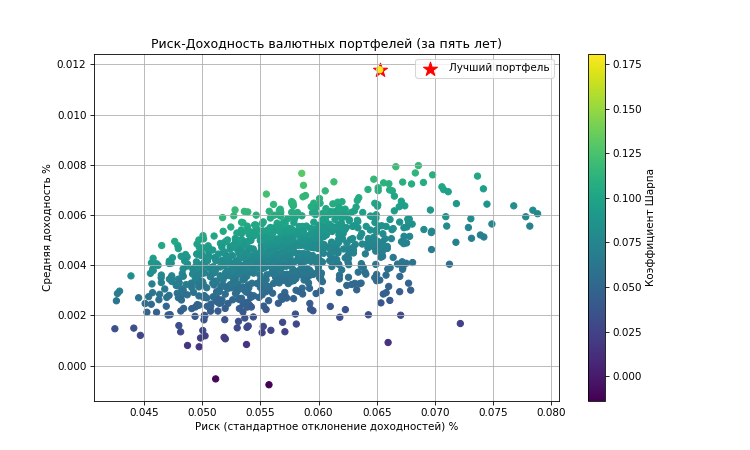 Риск-Доходность валютных портфелей (за пять лет)
Лучший портфель
Средняя доходность %
0.012
0.010
0.008
0.006
0.004
0.002
0.000
0.045 0.050 0.055 0.060 0.065 0.070 0.075 0.080
Риск (стандартное отклонение доходностей) %
0.175
0.150
0.125
0.100
0.075
0.050
0.025
0.000
Коэффициент Шарпа